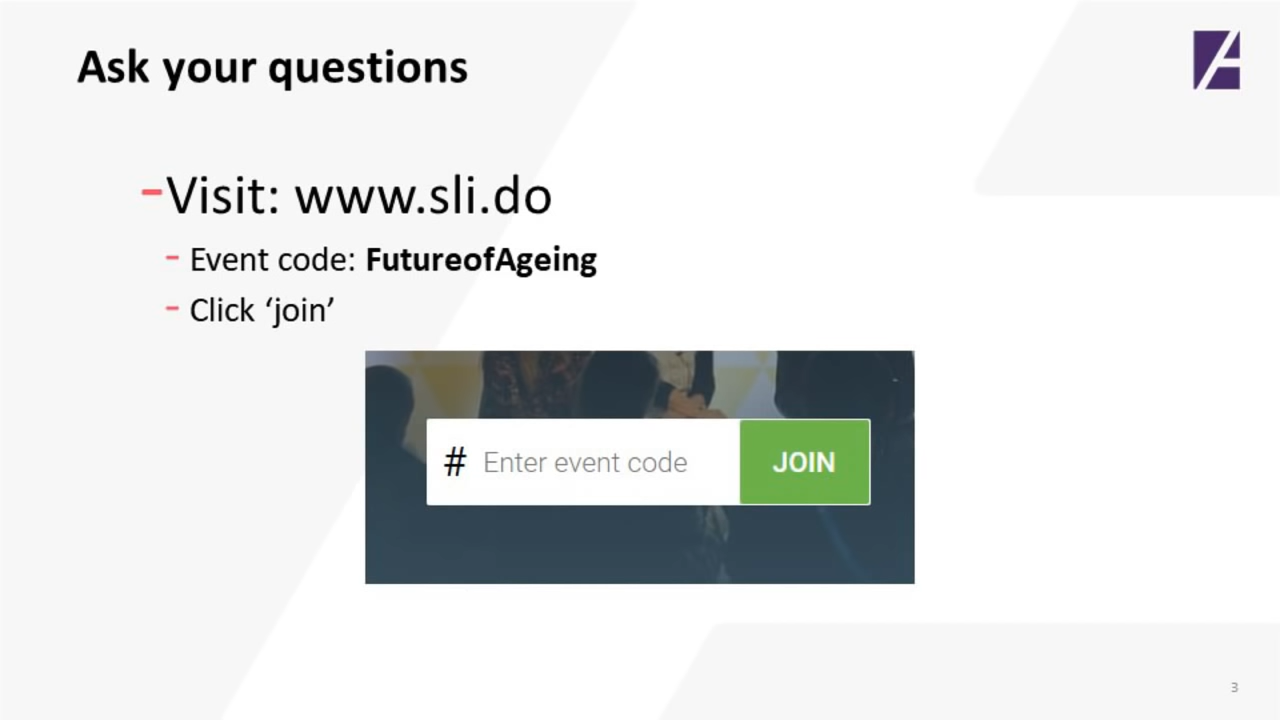 Ask your questions
-Visit: www.sli.do
- Event code: FutureofAgeing
- Click ‘join’
# Enter event code JOIN
3